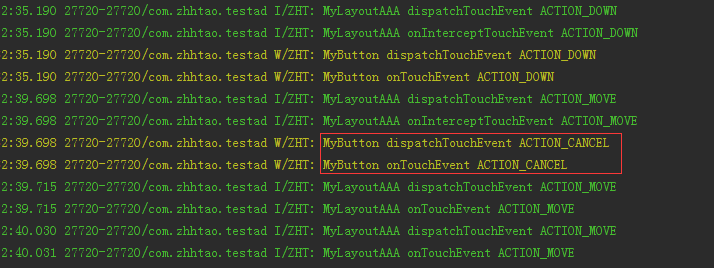 2:35.190 27720-27720/com.zhhtao.testad I/ZHT: MyLayoutAAA dispatchTouchEvent ACTION_DOWN
2:35.190 27720-27720/com.zhhtao.testad I/ZHT: MyLayoutAAA onInterceptTouchEvent ACTION_DOWN
2:35.190 27720-27720/com.zhhtao.testad W/ZHT: MyButton dispatchTouchEvent ACTION_DOWN
2:35.190 27720-27720/com.zhhtao.testad W/ZHT: MyButton onTouchEvent ACTION_DOWN
2:39.698 27720-27720/com.zhhtao.testad I/ZHT: MyLayoutAAA dispatchTouchEvent ACTION_MOVE
2:39.698 27720-27720/com.zhhtao.testad I/ZHT: MyLayoutAAA onInterceptTouchEvent ACTION_MOVE
2:39.698 27720-27720/com.zhhtao.testad W/ZHT: MyButton dispatchTouchEvent ACTION_CANCEL
2:39.698 27720-27720/com.zhhtao.testad W/ZHT: MyButton onTouchEvent ACTION_CANCEL
2:39.715 27720-27720/com.zhhtao.testad I/ZHT: MyLayoutAAA dispatchTouchEvent ACTION_MOVE
2:39.715 27720-27720/com.zhhtao.testad I/ZHT: MyLayoutAAA onTouchEvent ACTION_MOVE
2:40.030 27720-27720/com.zhhtao.testad I/ZHT: MyLayoutAAA dispatchTouchEvent ACTION_MOVE
2:40.031 27720-27720/com.zhhtao.testad I/ZHT: MyLayoutAAA onTouchEvent ACTION_MOVE